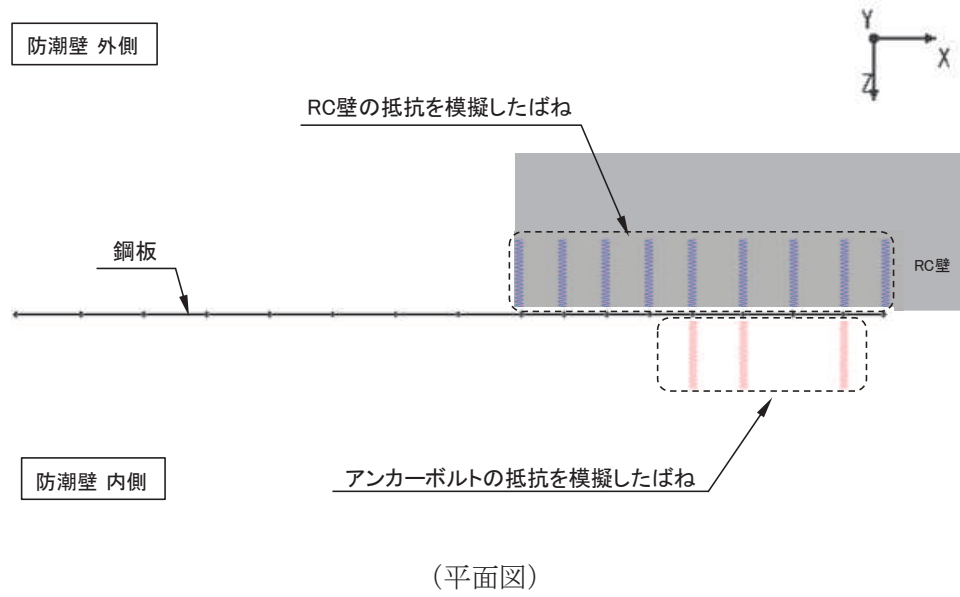 防潮壁 外側
Y
X
Z
RC壁の抵抗を模擬したばね
鋼板
RC壁
防潮壁 内側
アンカーボルトの抵抗を模擬したばね
(平面図)